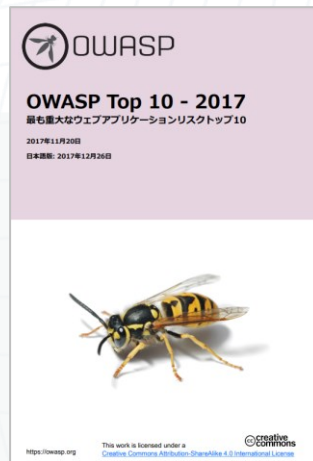 OWASP
OWASP Top 10 - 2017
最も重大なウェブアプリケーションリスクトップ10
2017年11月20日
日本語版: 2017年12月26日
https://owasp.org
This work is licensed under a
Creative Commons Attribution-ShareAlike 4.0 International License
cc creative commons